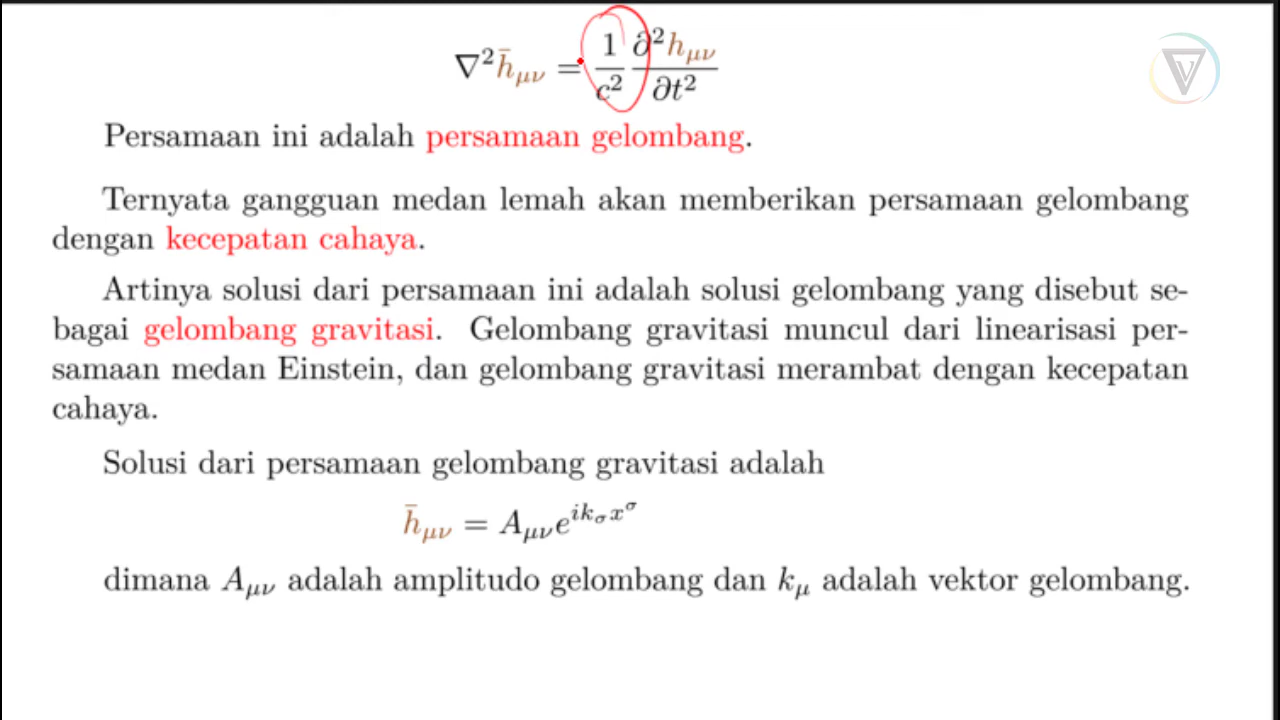 ∇²h̄_μν = 1/c² ∂²h_μν/∂t²
Persamaan ini adalah persamaan gelombang.
Ternyata gangguan medan lemah akan memberikan persamaan gelombang
dengan kecepatan cahaya.
Artinya solusi dari persamaan ini adalah solusi gelombang yang disebut se-
bagai gelombang gravitasi. Gelombang gravitasi muncul dari linearisasi per-
samaan medan Einstein, dan gelombang gravitasi merambat dengan kecepatan
cahaya.
Solusi dari persamaan gelombang gravitasi adalah
h̄_μν = A_μν e^{ik_σ x^σ}
dimana A_μν adalah amplitudo gelombang dan k_μ adalah vektor gelombang.